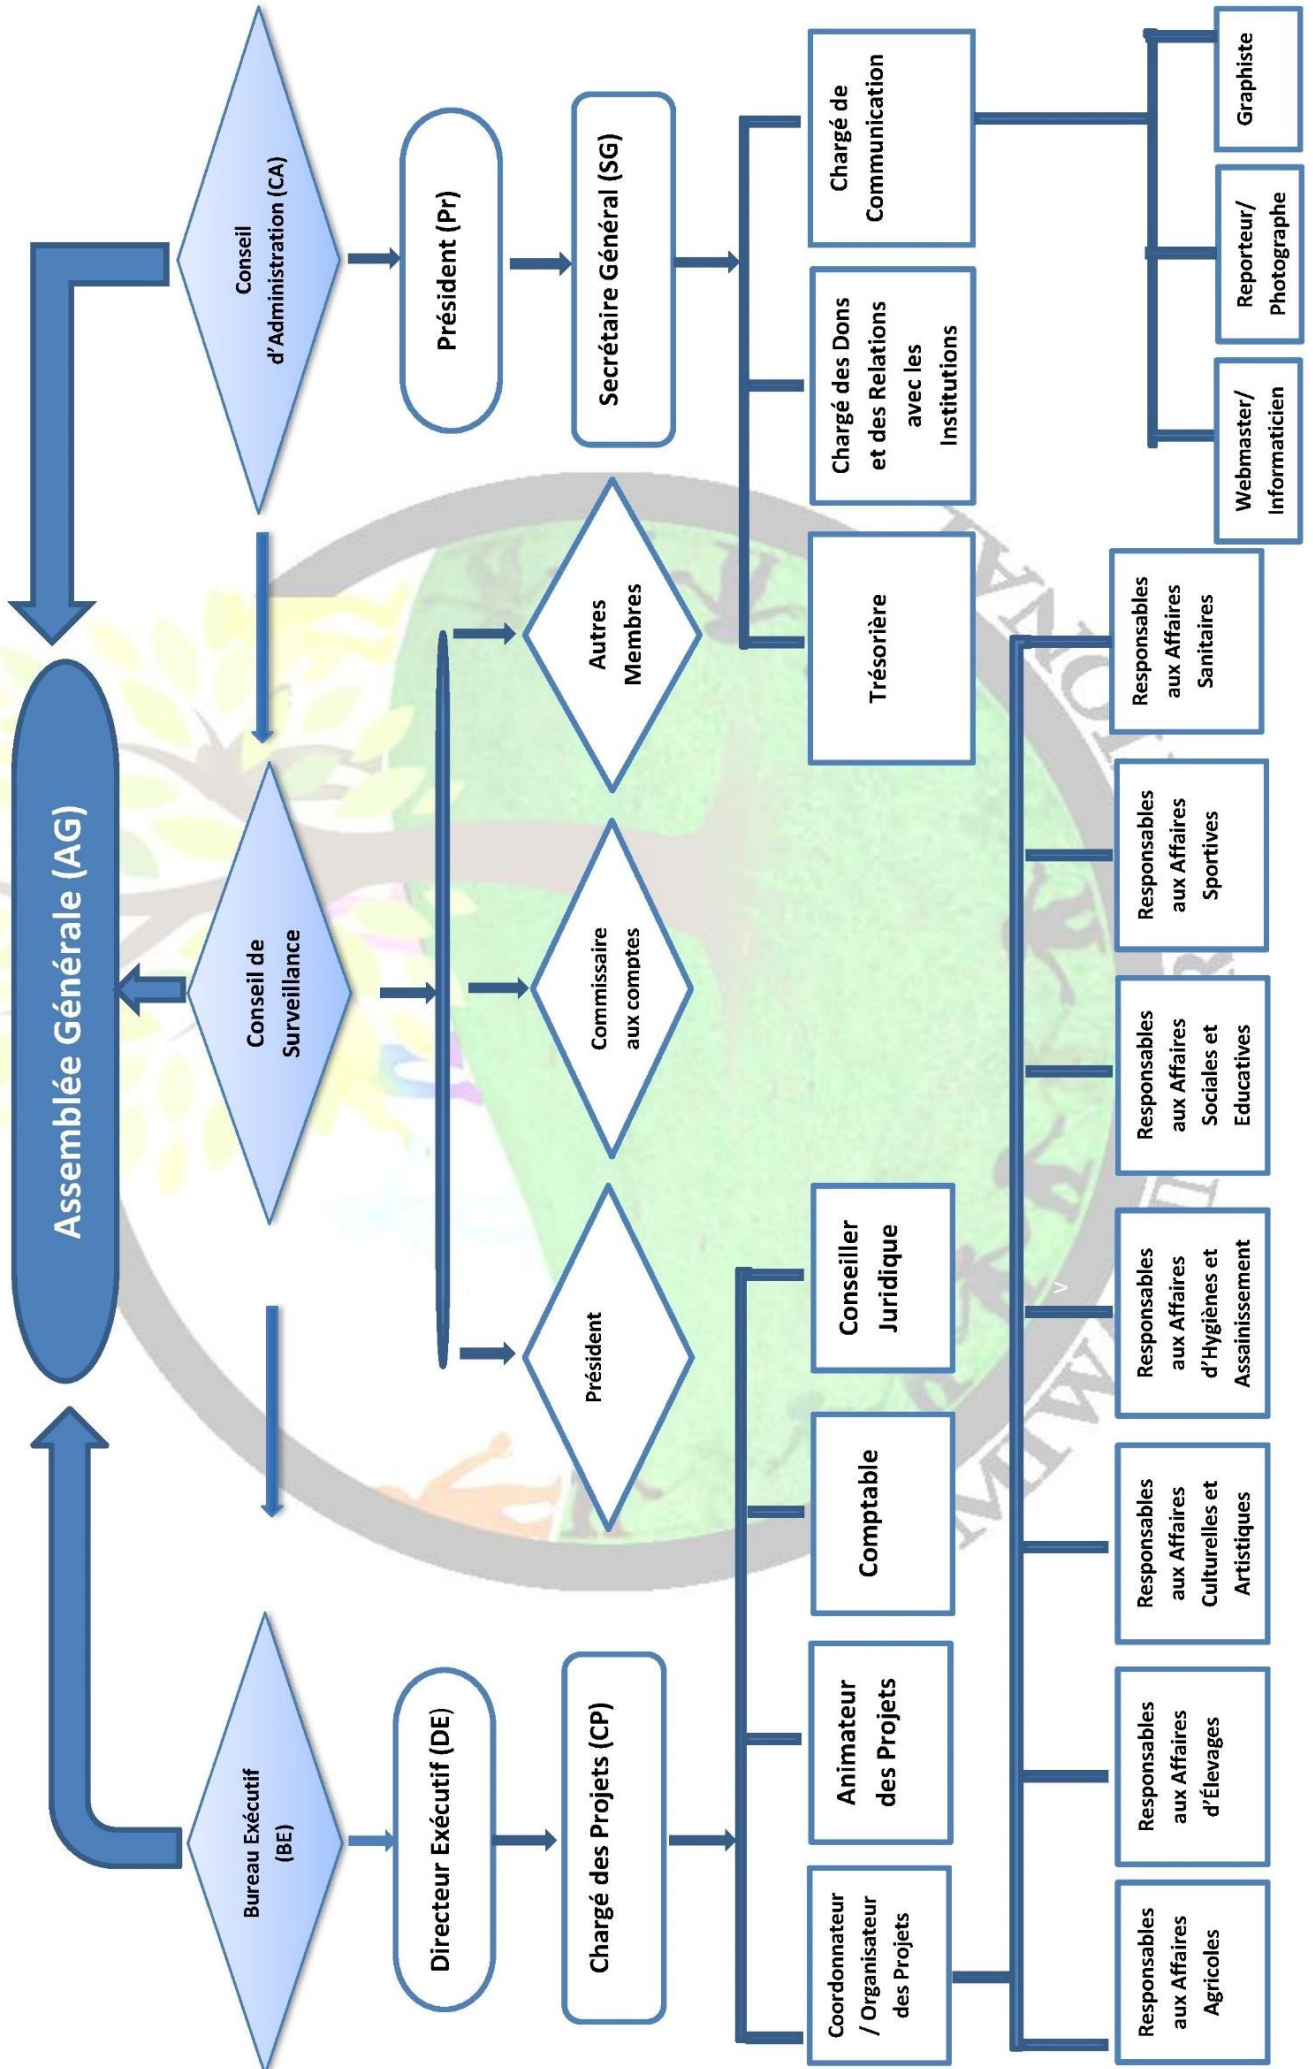 Assemblée Générale (AG)
Bureau Exécutif
(BE)
Conseil de
Surveillance
Conseil
d'Administration (CA)
Directeur Exécutif (DE)
Président (Pr)
Chargé des Projets (CP)
Président
Commissaire
aux comptes
Autres
Membres
Secrétaire Général (SG)
Coordonnateur
/ Organisateur
des Projets
Animateur
des Projets
Comptable
Conseiller
Juridique
Trésorière
Chargé des Dons
et des Relations
avec les
Institutions
Chargé de
Communication
Responsables
aux Affaires
Agricoles
Responsables
aux Affaires
d'Élevages
Responsables
aux Affaires
Culturelles et
Artistiques
Responsables
aux Affaires
d'Hygiènes et
Assainissement
Responsables
aux Affaires
Sociales et
Educatives
Responsables
aux Affaires
Sportives
Responsables
aux Affaires
Sanitaires
Webmaster/
Informaticien
Reporteur/
Photographe
Graphiste